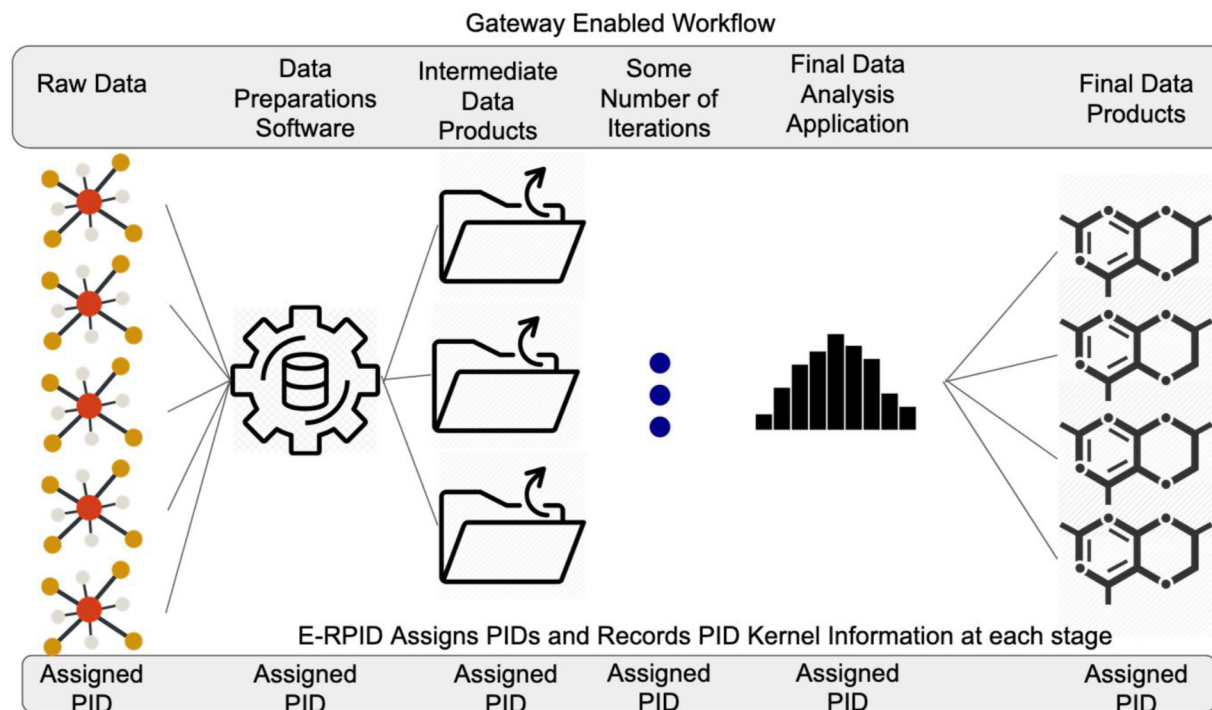 Gateway Enabled Workflow
Raw Data
Data
Preparations
Software
Intermediate
Data
Products
Some
Number of
Iterations
Final Data
Analysis
Application
Final Data
Products
E-RPID Assigns PIDs and Records PID Kernel Information at each stage
Assigned
PID
Assigned
PID
Assigned
PID
Assigned
PID
Assigned
PID
Assigned
PID